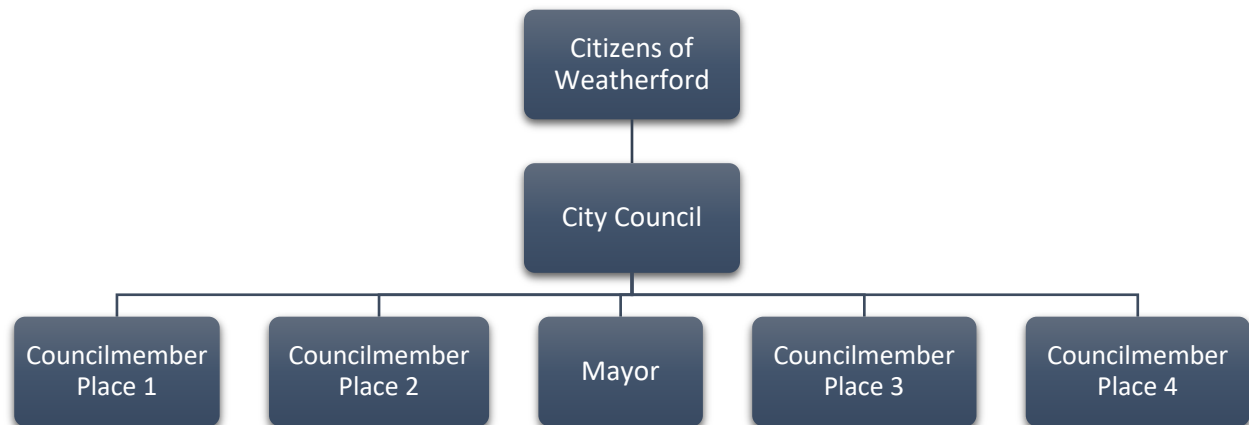 Citizens of
Weatherford
City Council
Councilmember
Place 1
Councilmember
Place 2
Mayor
Councilmember
Place 3
Councilmember
Place 4